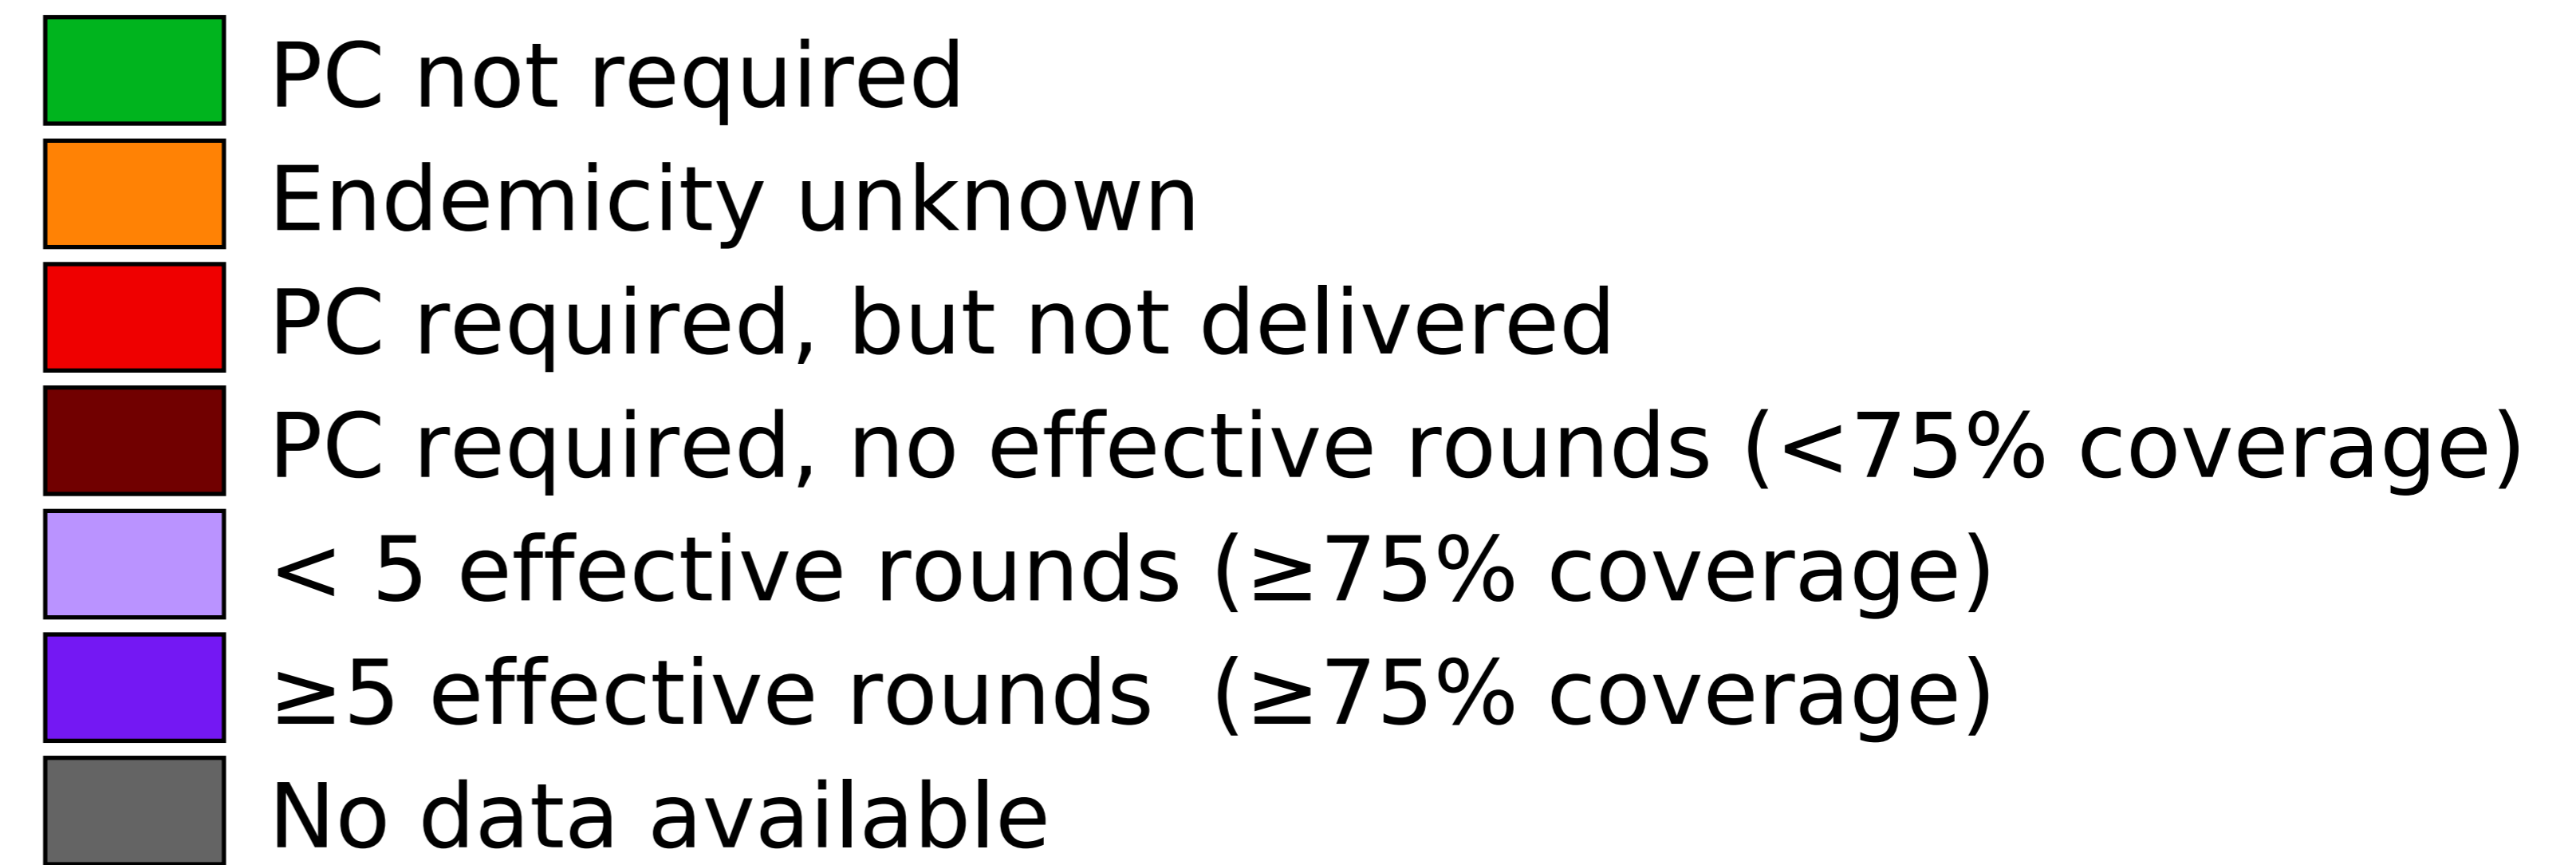 PC not required
Endemicity unknown
PC required, but not delivered
PC required, no effective rounds (<75% coverage)
< 5 effective rounds (≥75% coverage)
≥5 effective rounds  (≥75% coverage)
No data available